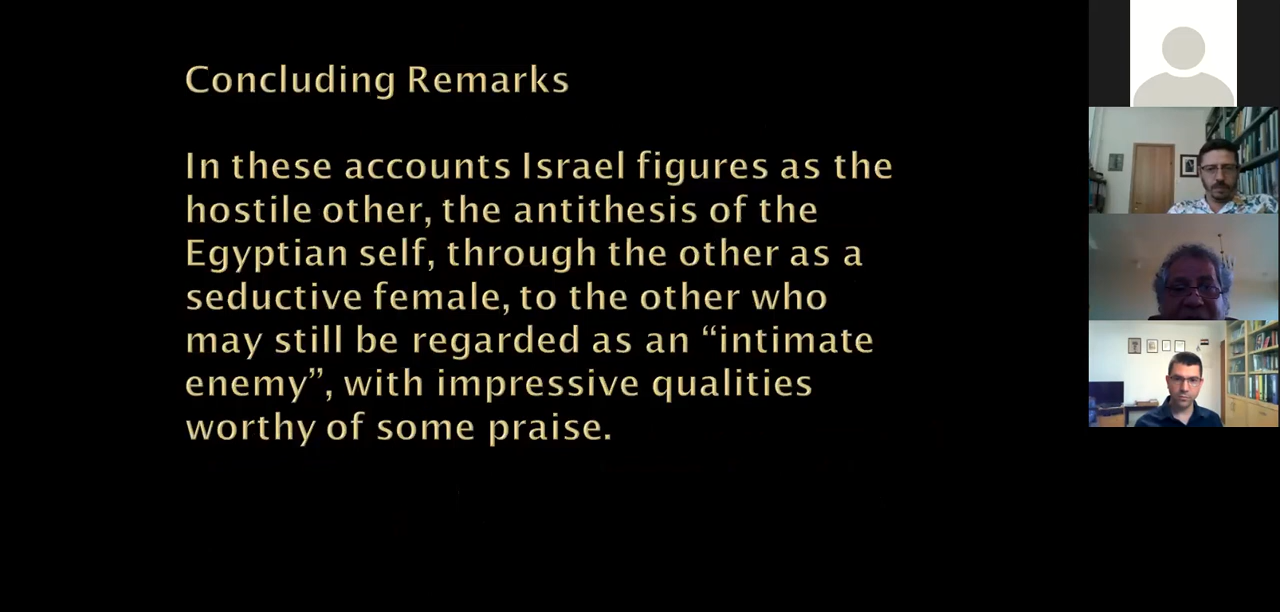 Concluding Remarks
In these accounts Israel figures as the
hostile other, the antithesis of the
Egyptian self, through the other as a
seductive female, to the other who
may still be regarded as an “intimate
enemy”, with impressive qualities
worthy of some praise.